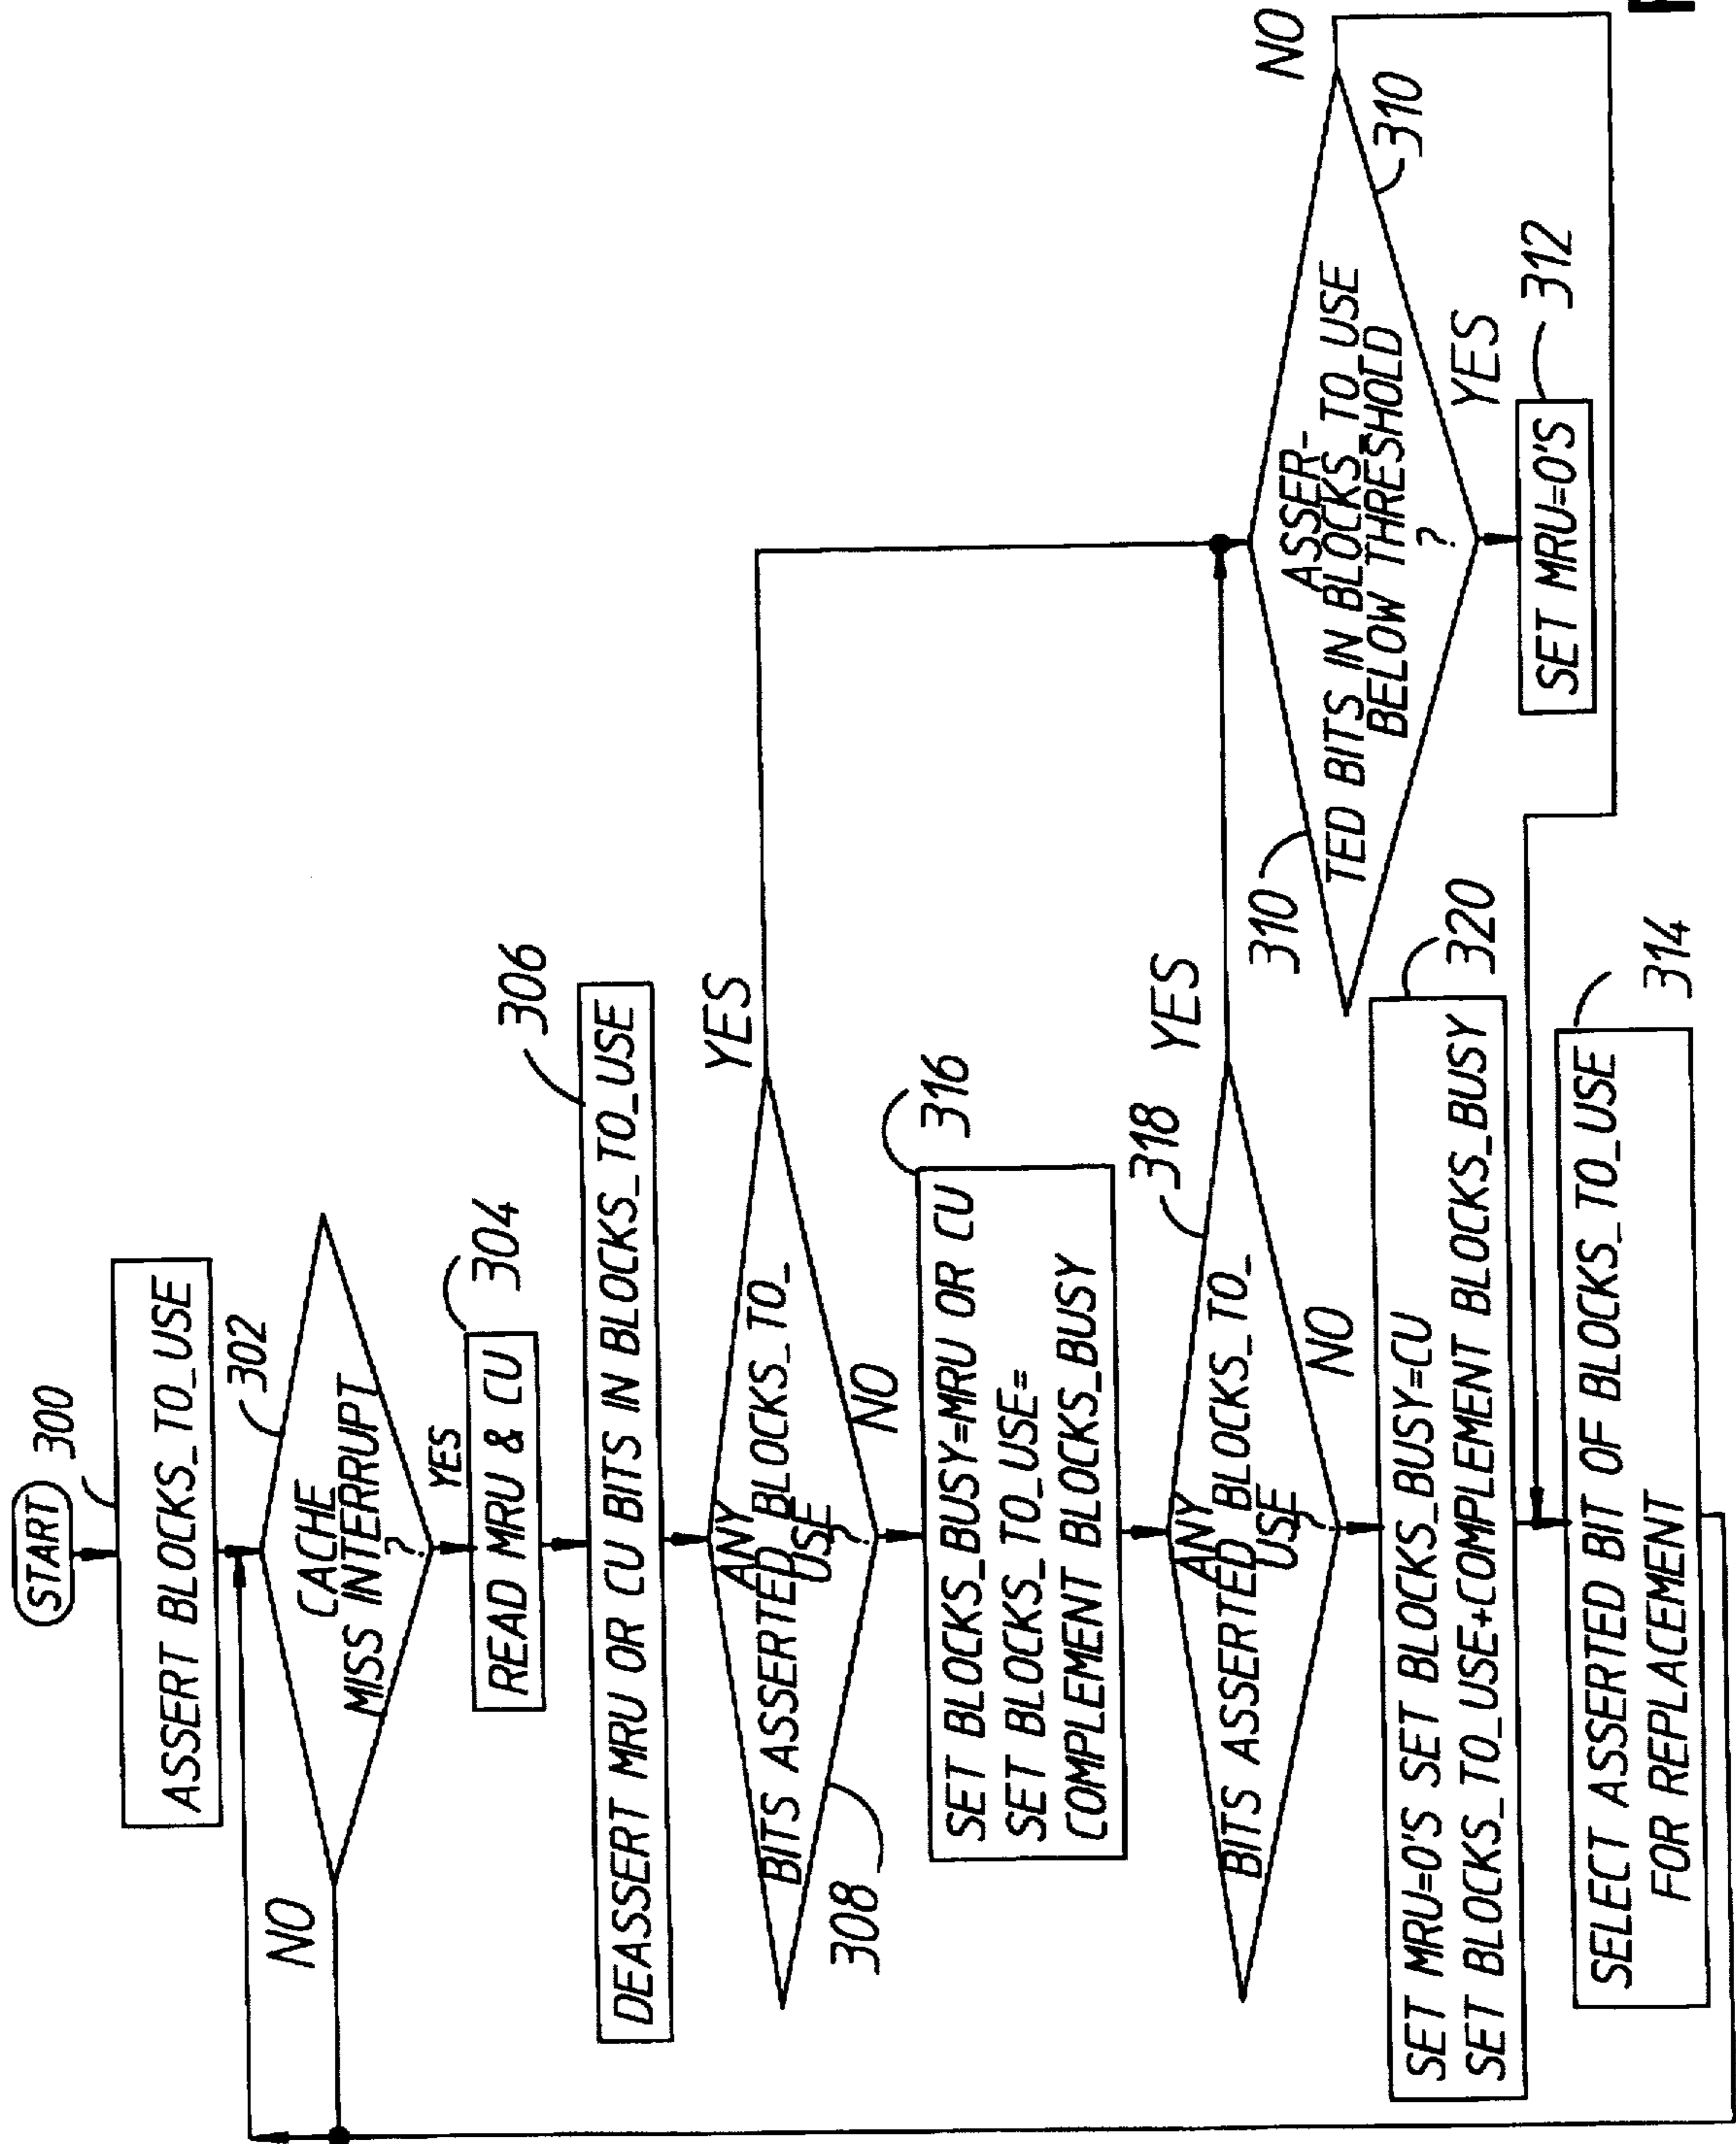 START
300
ASSERT BLOCKS_TO_USE
302
CACHE
MISS INTERRUPT
?
NO
YES
304
READ MRU & CU
306
DEASSERT MRU OR CU BITS IN BLOCKS_TO_USE
308
ANY
BITS ASSERTED BLOCKS_TO_
USE
?
YES
NO
316
SET BLOCKS_BUSY=MRU OR CU
SET BLOCKS_TO_USE=
COMPLEMENT BLOCKS_BUSY
318
ANY
BITS ASSERTED BLOCKS_TO_
USE
?
YES
NO
310
ASSER-
TED BITS IN BLOCKS_TO_USE
BELOW THRESHOLD
?
310
NO
YES
312
SET MRU=0'S
320
SET MRU=0'S SET BLOCKS_BUSY=CU
SET BLOCKS_TO_USE+COMPLEMENT BLOCKS_BUSY
314
SELECT ASSERTED BIT OF BLOCKS_TO_USE
FOR REPLACEMENT